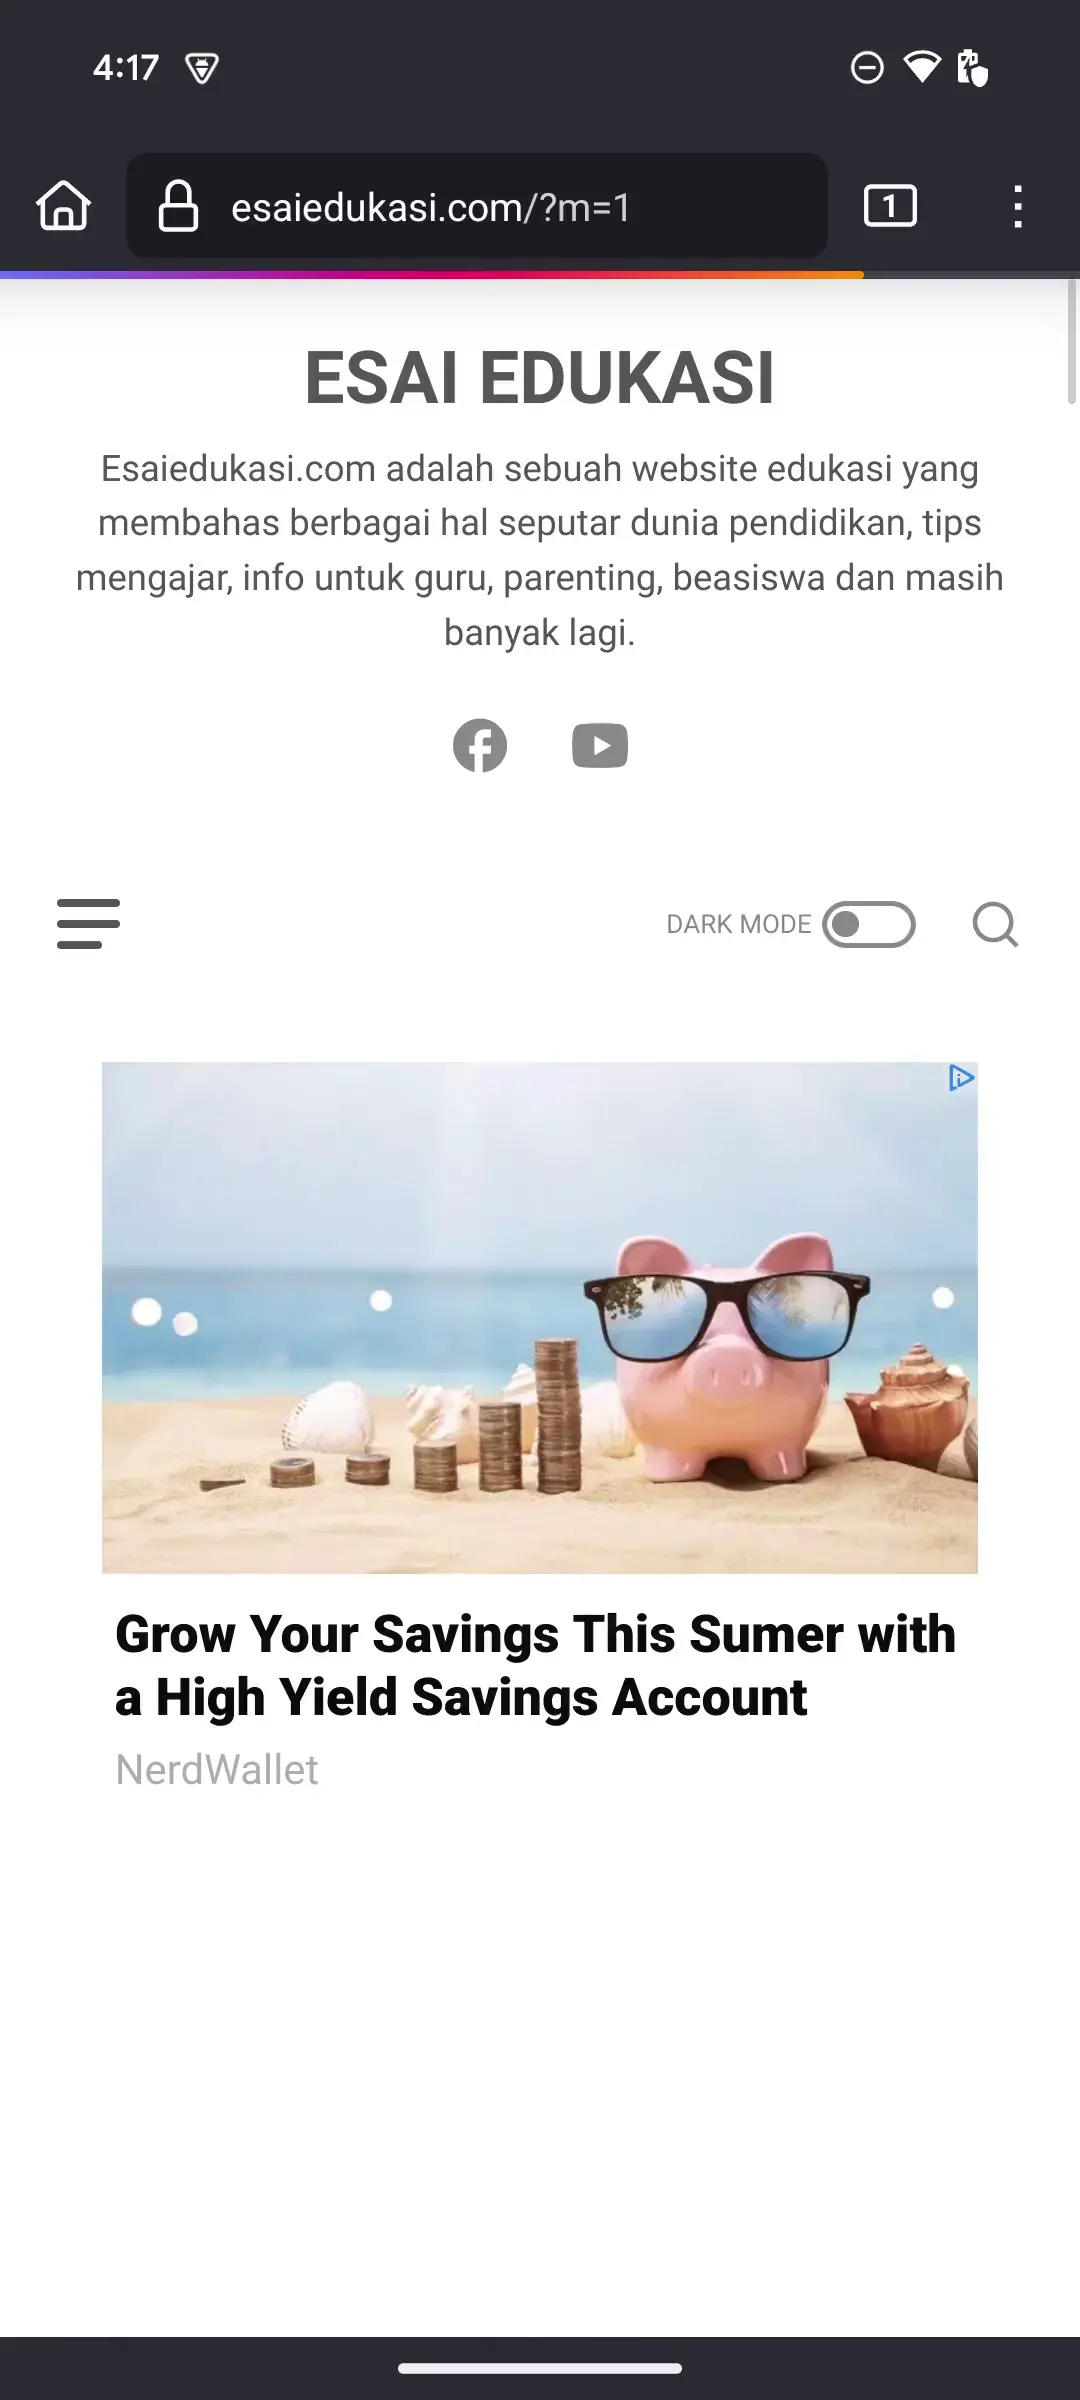 4:17
esaiedukasi.com/?m=1
1
ESAI EDUKASI
Esaiedukasi.com adalah sebuah website edukasi yang
membahas berbagai hal seputar dunia pendidikan, tips
mengajar, info untuk guru, parenting, beasiswa dan masih
banyak lagi.
DARK MODE
Grow Your Savings This Sumer with
a High Yield Savings Account
NerdWallet